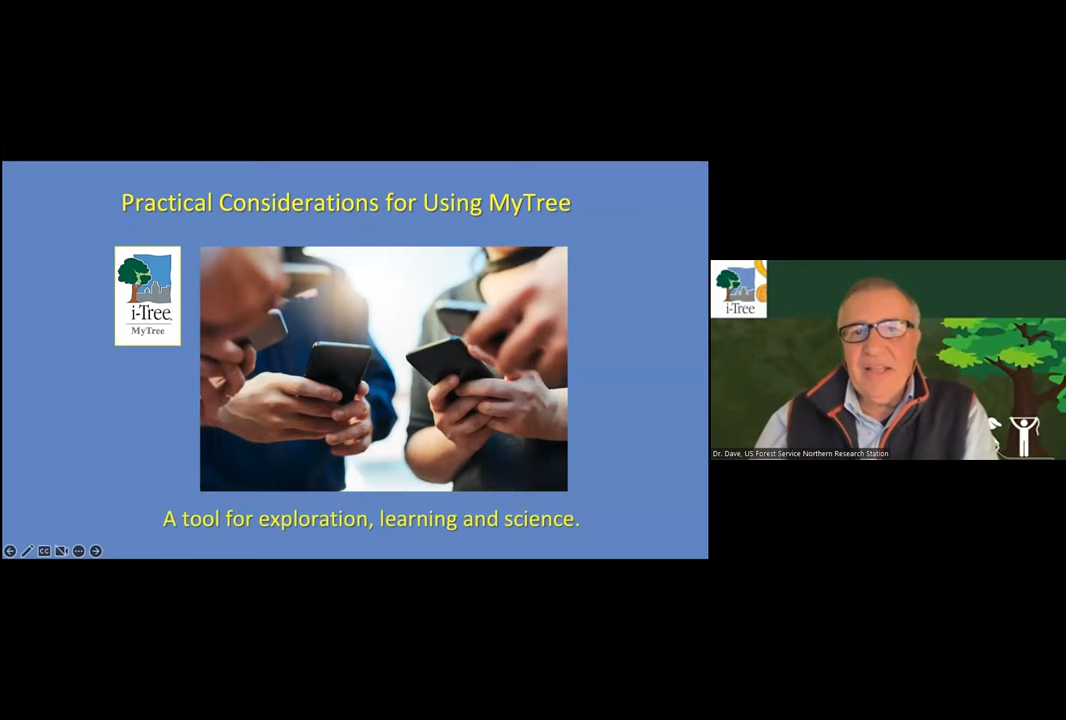 Practical Considerations for Using MyTree
i-Tree
MyTree
A tool for exploration, learning and science.
CC
i-Tree
Dr. Dave, US Forest Service Northern Research Station